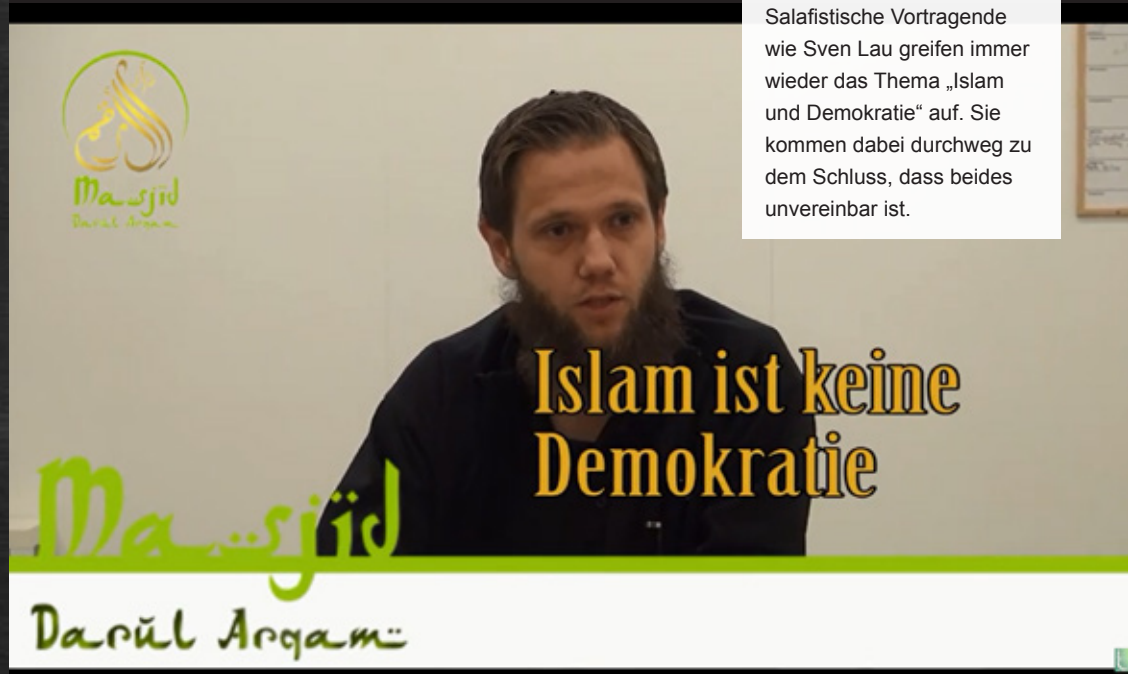 Salafistische Vortragende
wie Sven Lau greifen immer
wieder das Thema „Islam
und Demokratie“ auf. Sie
kommen dabei durchweg zu
dem Schluss, dass beides
unvereinbar ist.
Masjid
Darul Arqam
Islam ist keine
Demokratie
Masjid
Darŭl Arqam